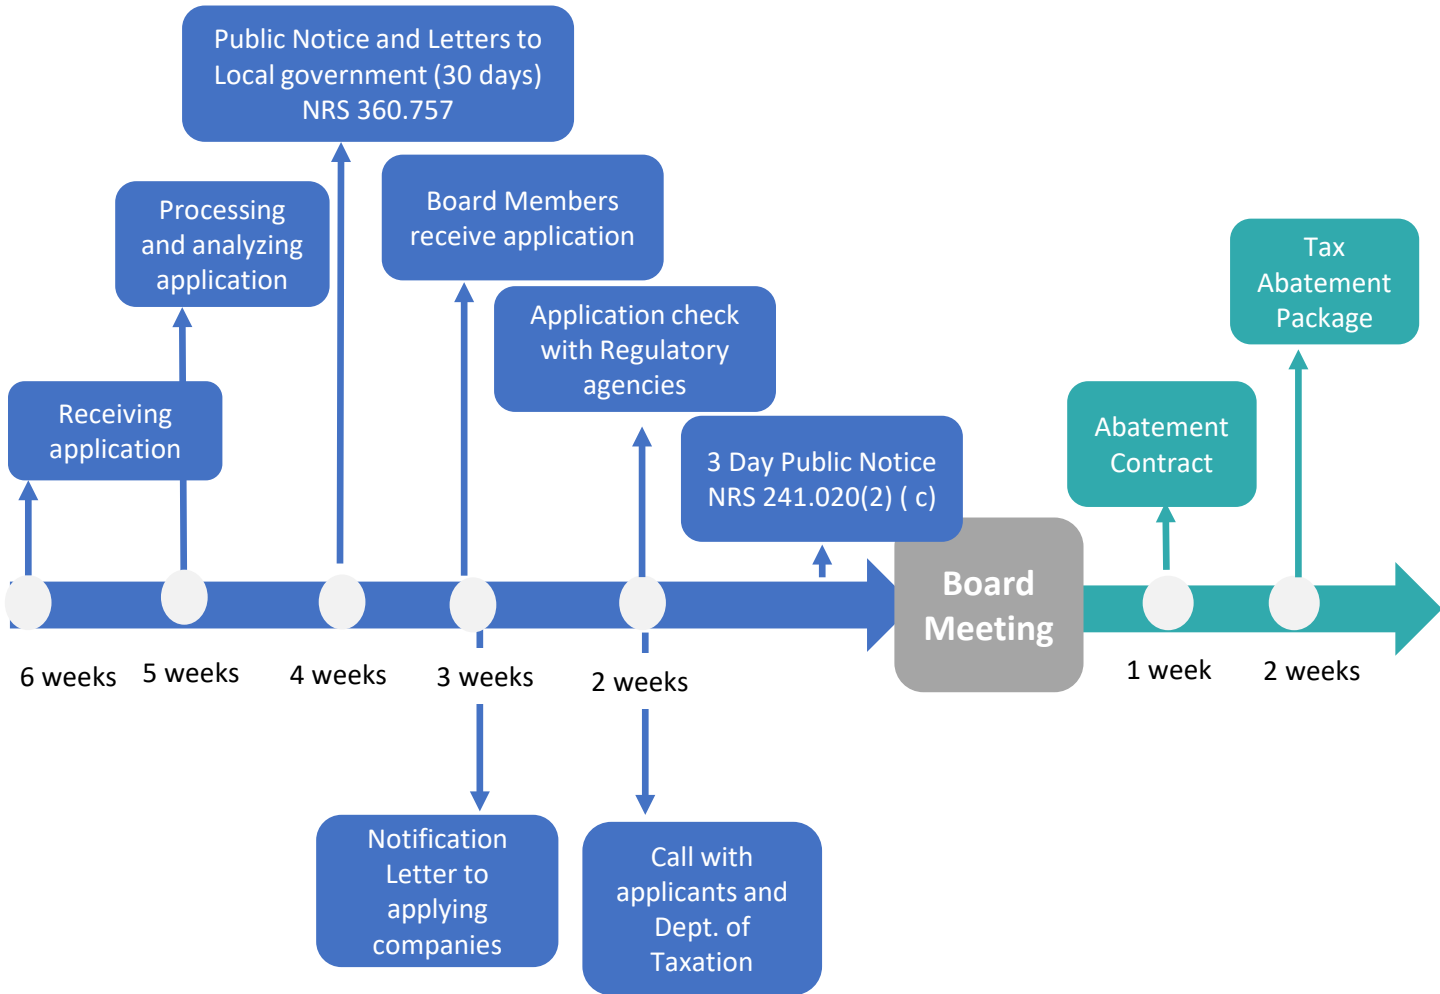 Public Notice and Letters to
Local government (30 days)
NRS 360.757
Processing
and analyzing
application
Board Members
receive application
Receiving
application
Application check
with Regulatory
agencies
3 Day Public Notice
NRS 241.020(2) ( c)
Board
Meeting
Abatement
Contract
Tax
Abatement
Package
6 weeks
5 weeks
4 weeks
3 weeks
2 weeks
1 week
2 weeks
Notification
Letter to
applying
companies
Call with
applicants and
Dept. of
Taxation